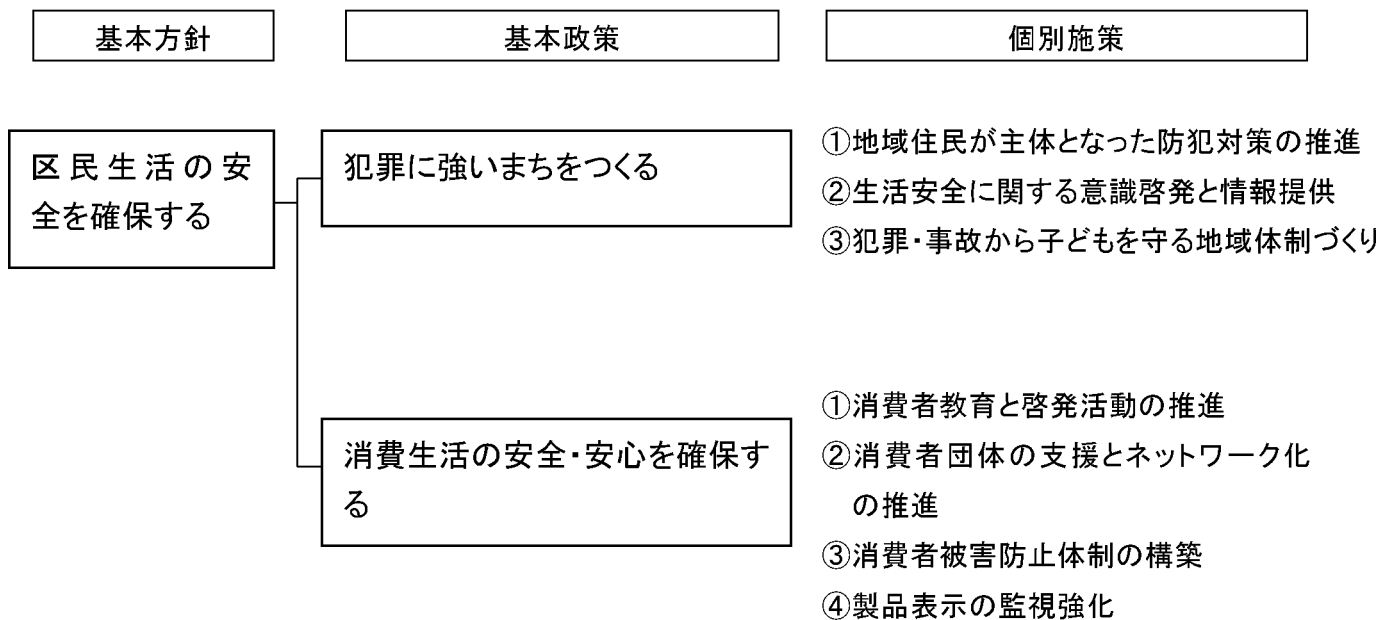 基本方針
基本政策
個別施策
区民生活の安
全を確保する
犯罪に強いまちをつくる
①地域住民が主体となった防犯対策の推進
②生活安全に関する意識啓発と情報提供
③犯罪・事故から子どもを守る地域体制づくり
消費生活の安全・安心を確保す
る
①消費者教育と啓発活動の推進
②消費者団体の支援とネットワーク化
の推進
③消費者被害防止体制の構築
④製品表示の監視強化